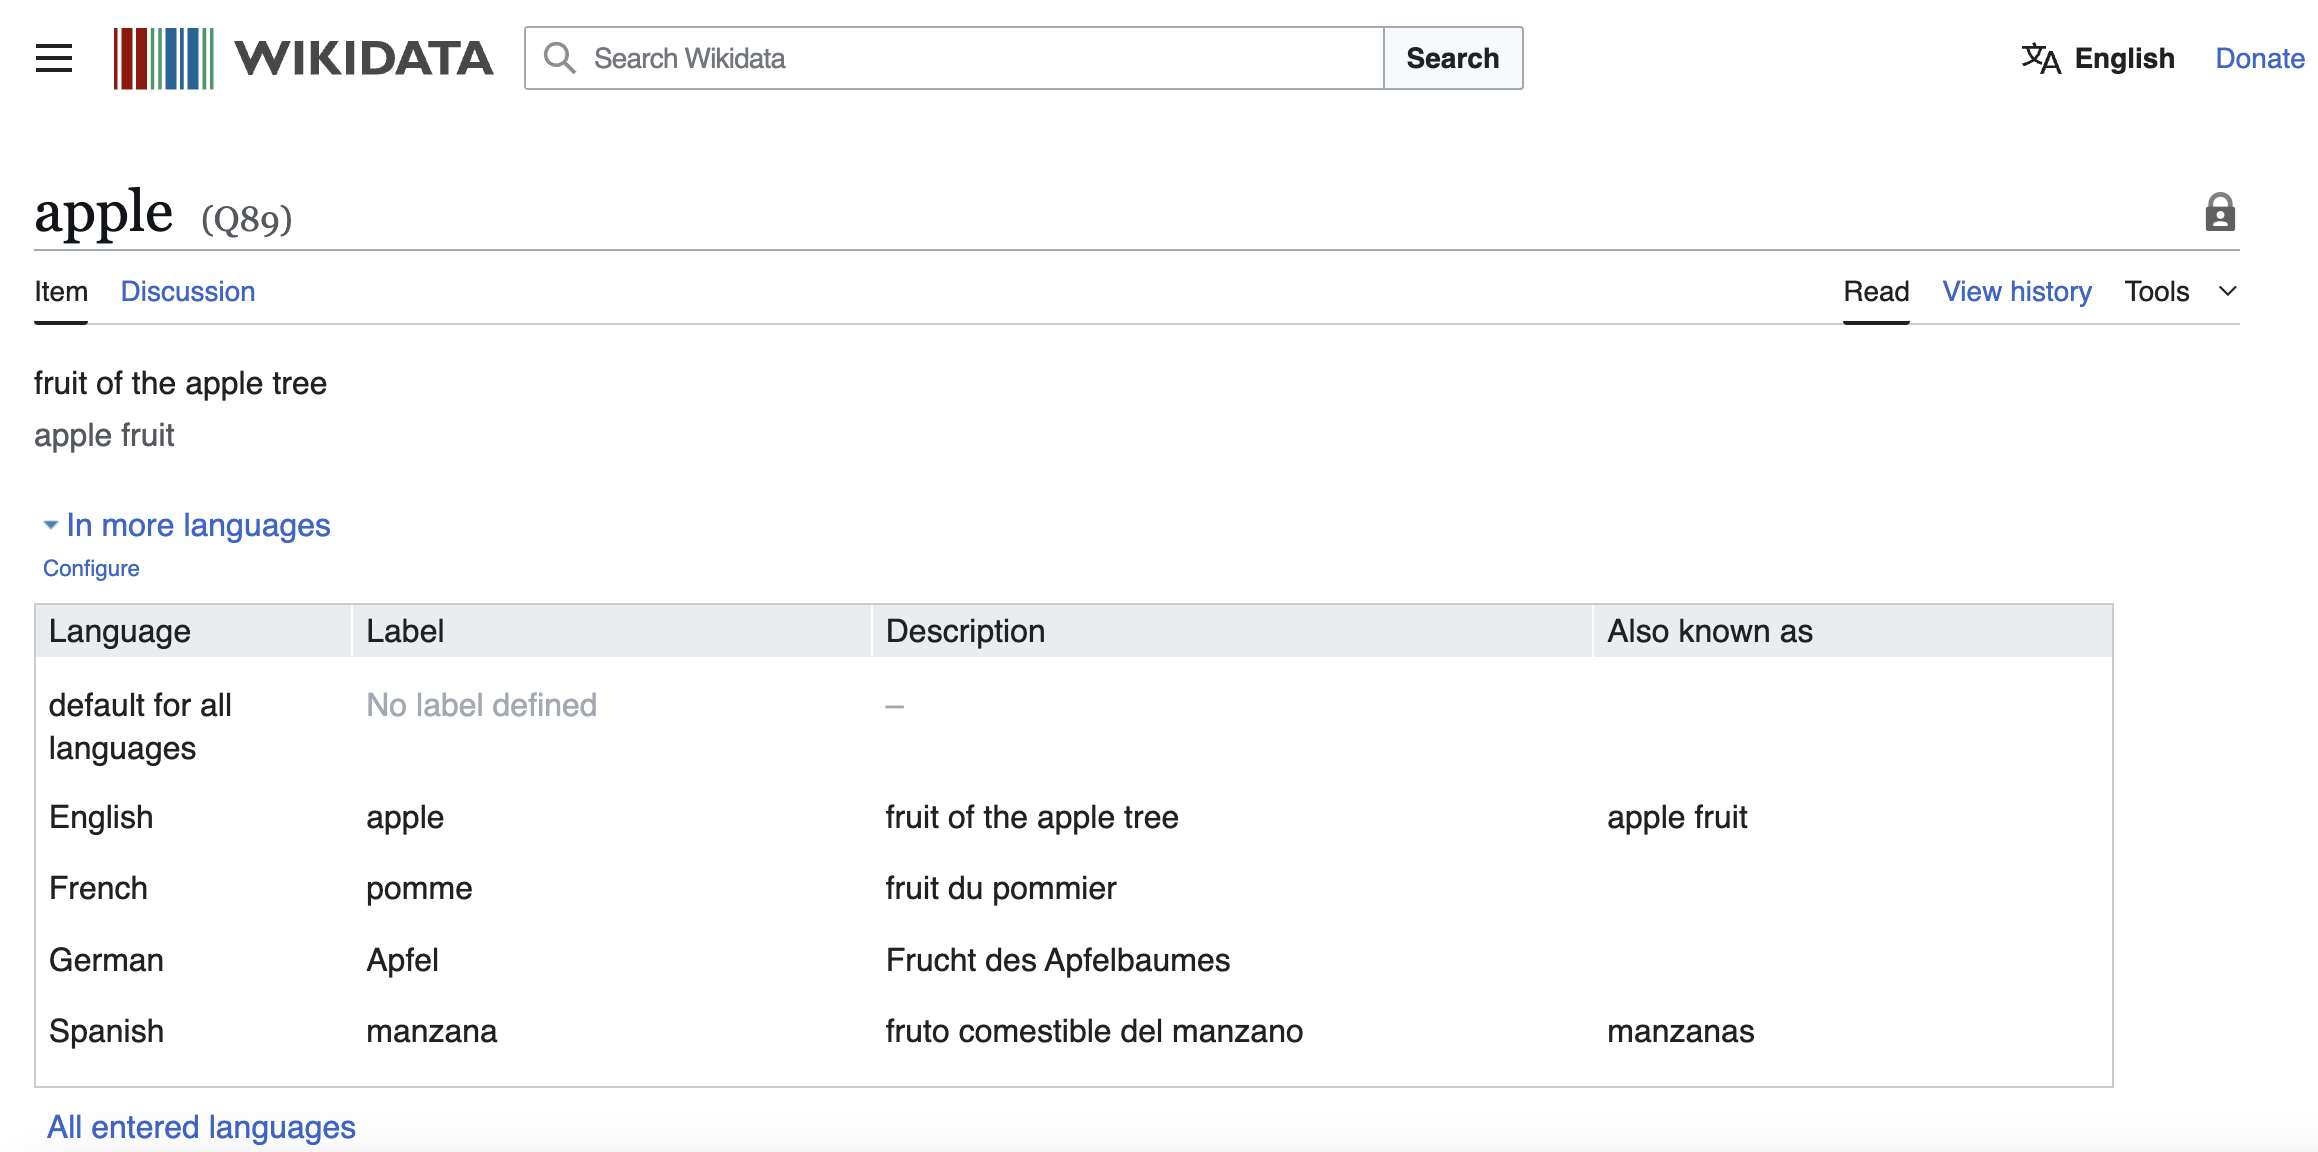 WIKIDATA
Search Wikidata
Search
文A English
Donate
apple (Q89)
Item Discussion
Read View history Tools
fruit of the apple tree
apple fruit
In more languages
Configure
Language Label Description Also known as
default for all
languages No label defined –
English apple fruit of the apple tree apple fruit
French pomme fruit du pommier
German Apfel Frucht des Apfelbaumes
Spanish manzana fruto comestible del manzano manzanas
All entered languages